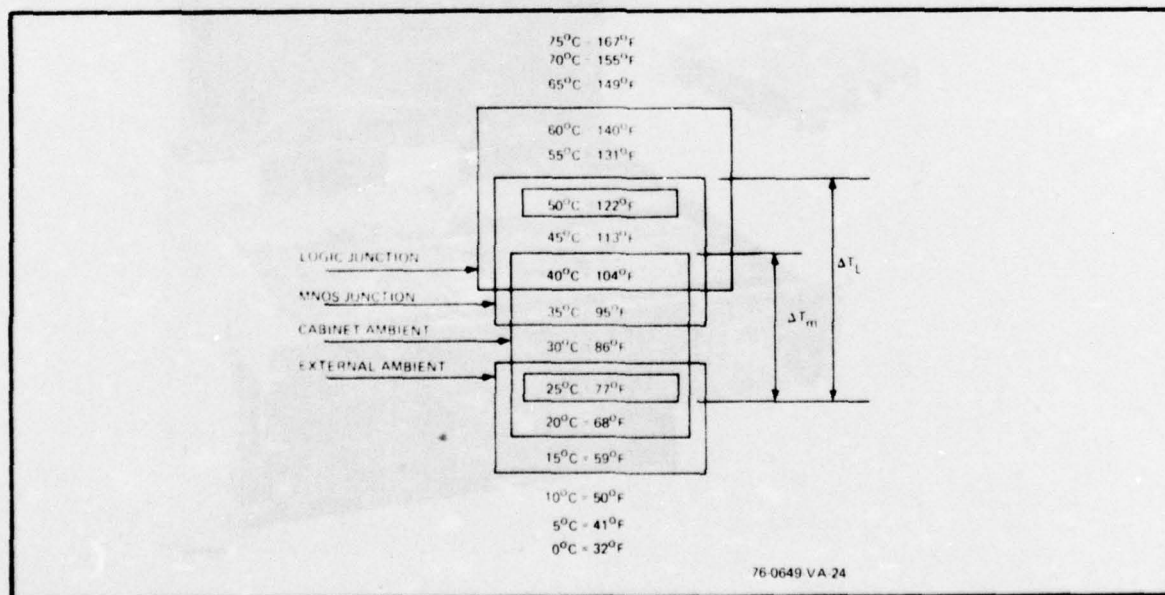 75°C = 167°F
70°C = 155°F
65°C = 149°F
60°C = 140°F
55°C = 131°F
50°C = 122°F
45°C = 113°F
LOGIC JUNCTION
40°C = 104°F
ΔT_L
MNOS JUNCTION
35°C = 95°F
ΔT_m
CABINET AMBIENT
30°C = 86°F
EXTERNAL AMBIENT
25°C = 77°F
20°C = 68°F
15°C = 59°F
10°C = 50°F
5°C = 41°F
0°C = 32°F
76-0649-VA-24